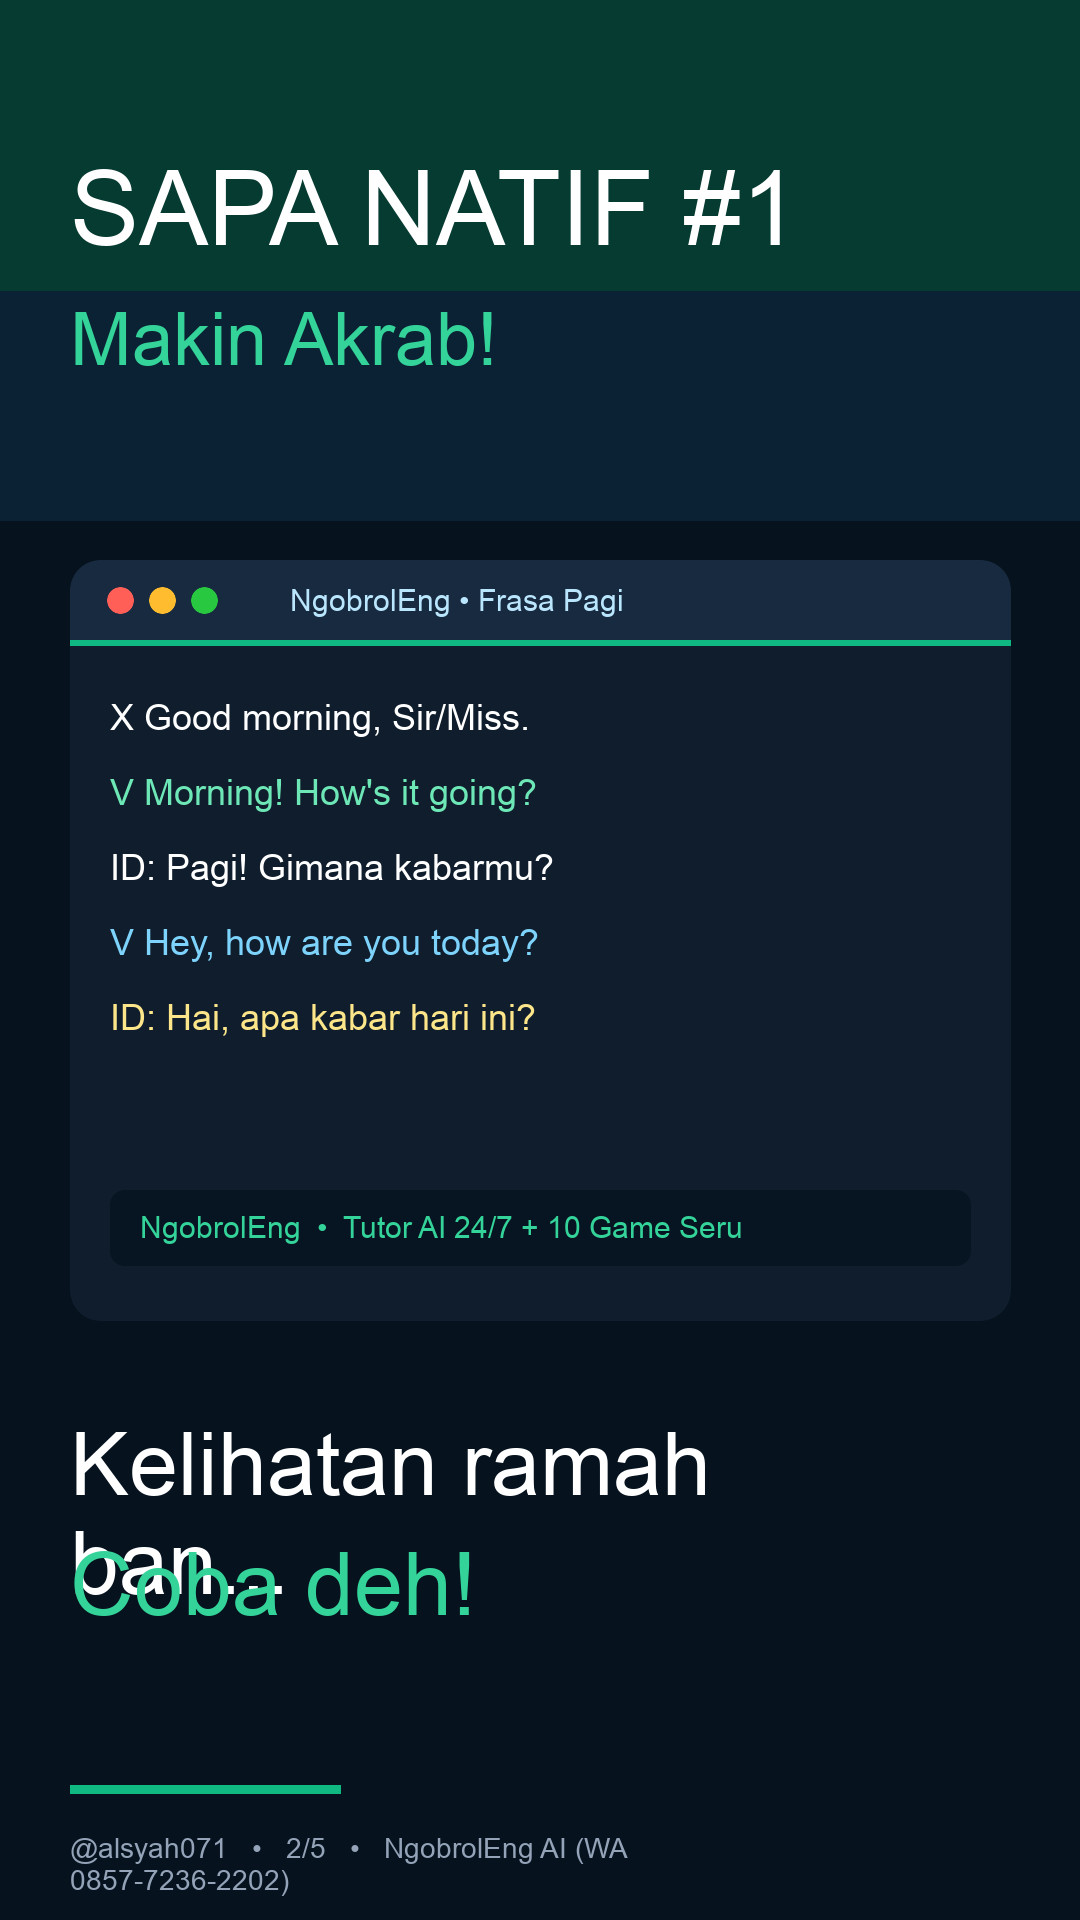 SAPA NATIF #1
Makin Akrab!
NgobrolEng • Frasa Pagi
X Good morning, Sir/Miss.
V Morning! How's it going?
ID: Pagi! Gimana kabarmu?
V Hey, how are you today?
ID: Hai, apa kabar hari ini?
NgobrolEng • Tutor AI 24/7 + 10 Game Seru
Kelihatan ramah
ban...
Coba deh!
@alsyah071 • 2/5 • NgobrolEng AI (WA
0857-7236-2202)